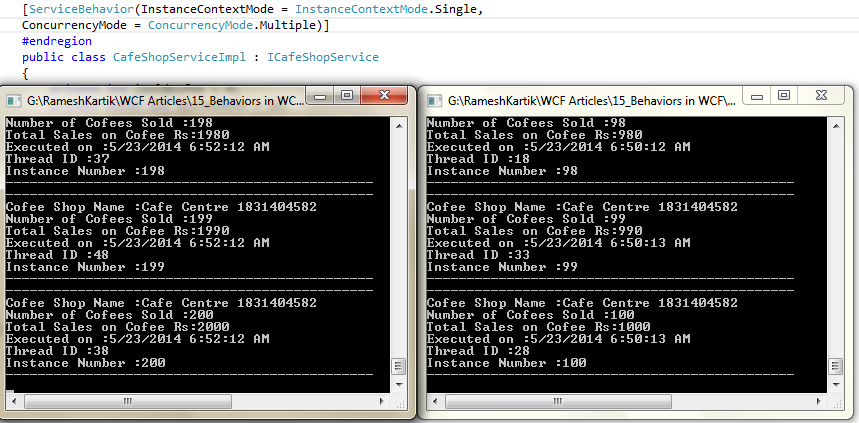 [ServiceBehavior(InstanceContextMode = InstanceContextMode.Single,
ConcurrencyMode = ConcurrencyMode.Multiple)]
#endregion
public class CafeShopServiceImpl : ICafeShopService
{
G:\RameshKartik\WCF Articles\15_Behaviors in WC...
Number of Cofees Sold :198
Total Sales on Cofee Rs:1980
Executed on :5/23/2014 6:52:12 AM
Thread ID :37
Instance Number :198
--------------------------------------------------------------
--------------------------------------------------------------
Cofee Shop Name :Cafe Centre 1831404582
Number of Cofees Sold :199
Total Sales on Cofee Rs:1990
Executed on :5/23/2014 6:52:12 AM
Thread ID :48
Instance Number :199
--------------------------------------------------------------
--------------------------------------------------------------
Cofee Shop Name :Cafe Centre 1831404582
Number of Cofees Sold :200
Total Sales on Cofee Rs:2000
Executed on :5/23/2014 6:52:12 AM
Thread ID :38
Instance Number :200
--------------------------------------------------------------
G:\RameshKartik\WCF Articles\15_Behaviors in WCF\...
Number of Cofees Sold :98
Total Sales on Cofee Rs:980
Executed on :5/23/2014 6:50:12 AM
Thread ID :18
Instance Number :98
--------------------------------------------------------------
--------------------------------------------------------------
Cofee Shop Name :Cafe Centre 1831404582
Number of Cofees Sold :99
Total Sales on Cofee Rs:990
Executed on :5/23/2014 6:50:13 AM
Thread ID :33
Instance Number :99
--------------------------------------------------------------
--------------------------------------------------------------
Cofee Shop Name :Cafe Centre 1831404582
Number of Cofees Sold :100
Total Sales on Cofee Rs:1000
Executed on :5/23/2014 6:50:13 AM
Thread ID :28
Instance Number :100
--------------------------------------------------------------